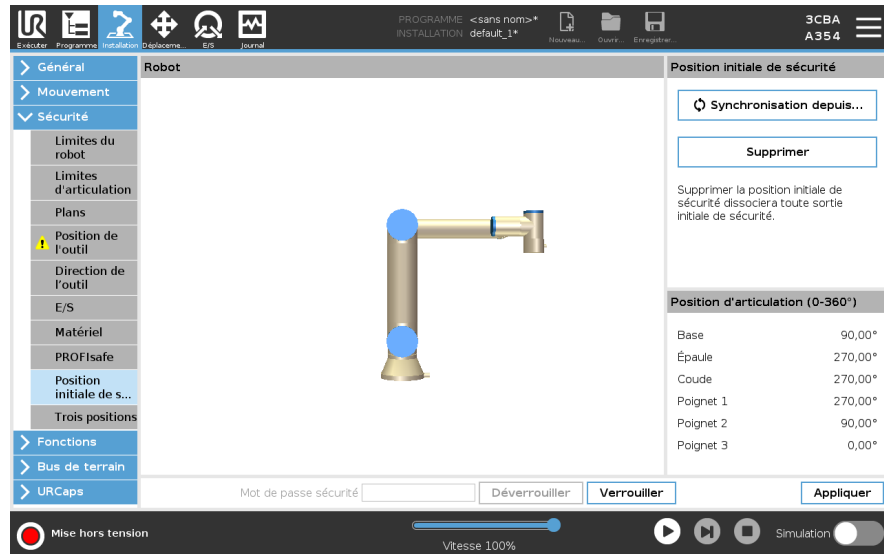 Exécuter
Programme
Installation
Déplaceme...
E/S
Journal
PROGRAMME <sans nom>*
INSTALLATION default_1*
Nouveau...
Ouvrir...
Enregistrer...
3CBA
A354
Général
Mouvement
Sécurité
Limites du
robot
Limites
d'articulation
Plans
Position de
l'outil
Direction de
l'outil
E/S
Matériel
PROFIsafe
Position
initiale de s...
Trois positions
Fonctions
Bus de terrain
URCaps
Robot
Position initiale de sécurité
Synchronisation depuis...
Supprimer
Supprimer la position initiale de
sécurité dissociera toute sortie
initiale de sécurité.
Position d'articulation (0-360°)
Base 90,00°
Épaule 270,00°
Coude 270,00°
Poignet 1 270,00°
Poignet 2 90,00°
Poignet 3 0,00°
Mot de passe sécurité
Déverrouiller
Verrouiller
Appliquer
Mise hors tension
Vitesse 100%
Simulation